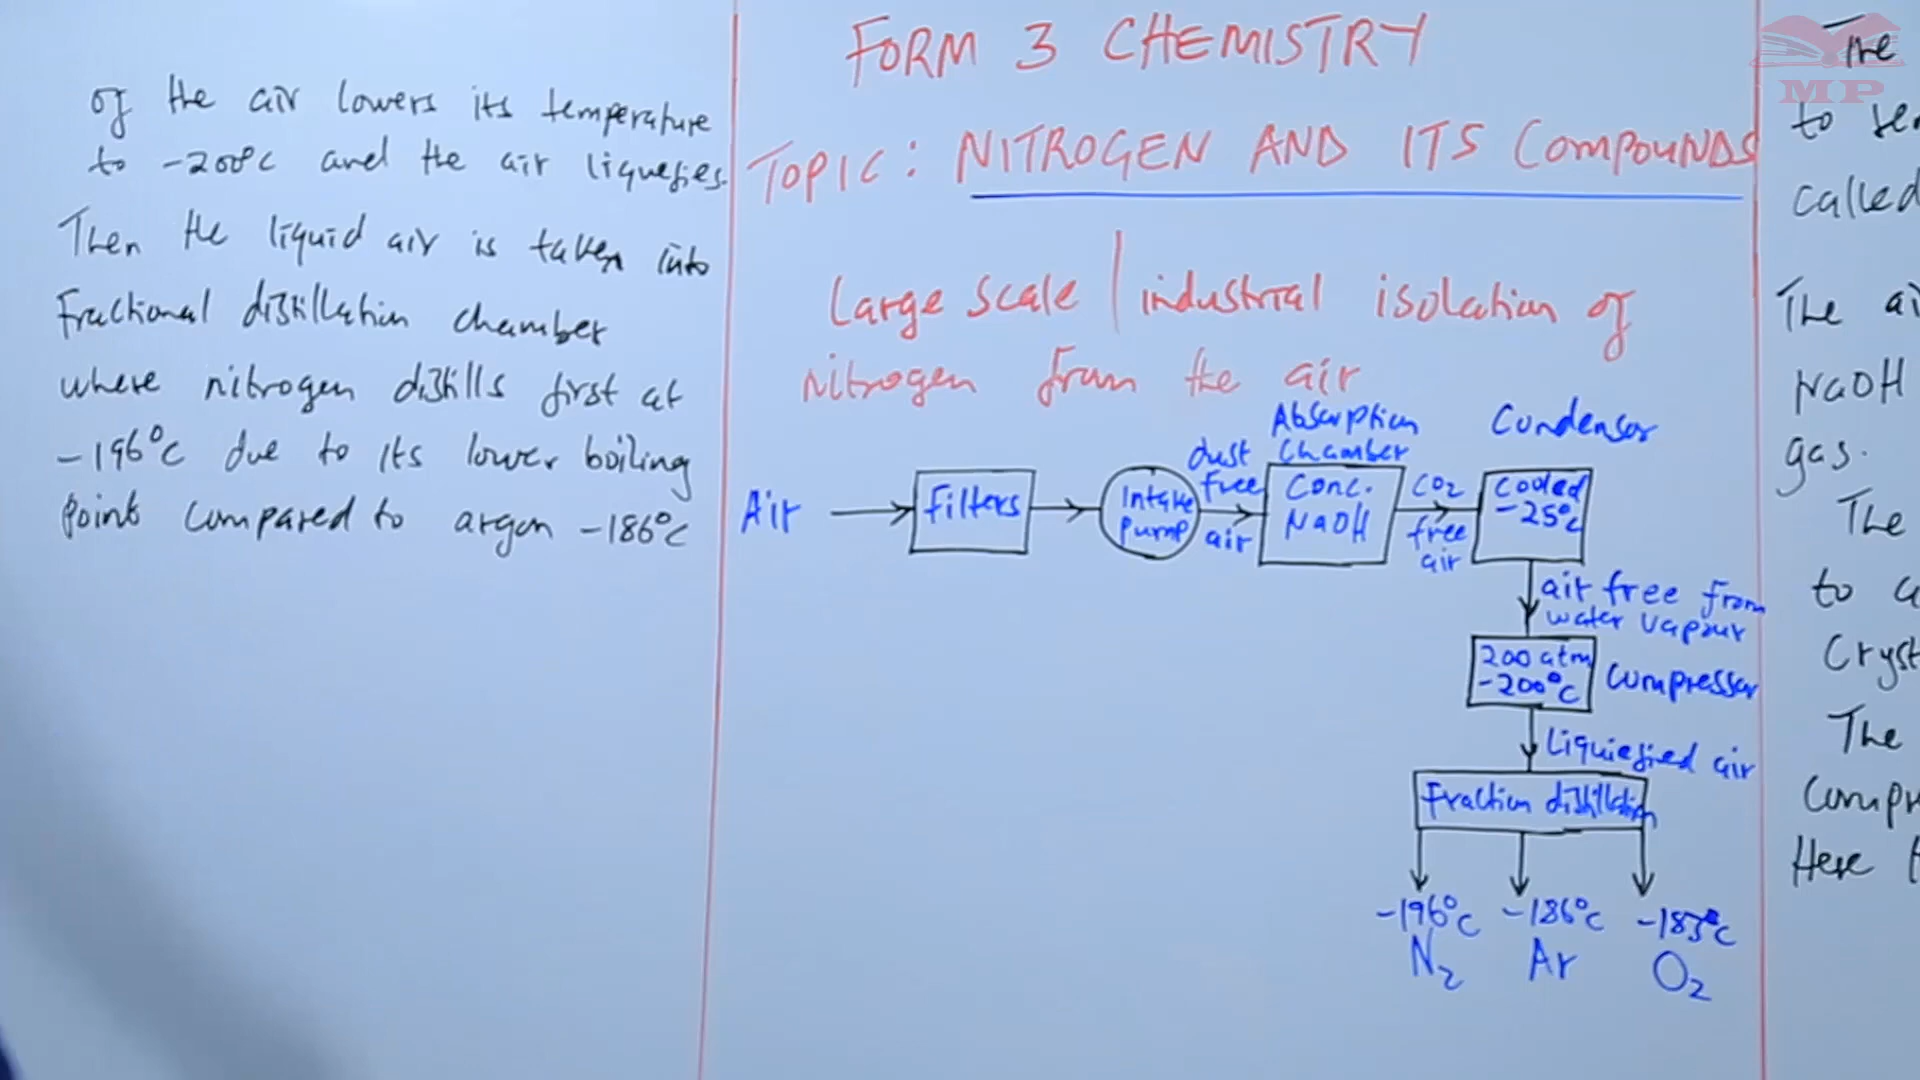 of the air lowers its temperature
to -200°C and the air liquefies.
Then the liquid air is taken into
Fractional distillation chamber
where nitrogen distills first at
-196°C due to its lower boiling
point compared to argon -186°C
FORM 3 CHEMISTRY
TOPIC: NITROGEN AND ITS COMPOUNDS
Large scale | industrial isolation of
nitrogen from the air
Air
Filters
Intake
pump
dust
free
air
Absorption
chamber
Conc.
NaOH
CO2
free
air
Condensor
Cooled
-25°C
air free from
water vapour
200 atm
-200°C
Compressor
Liquiefied air
Fraction distillation
-196°C
N2
-186°C
Ar
-183°C
O2
The
to
called
The
NaOH
gas.
The
to
The
Here
MP